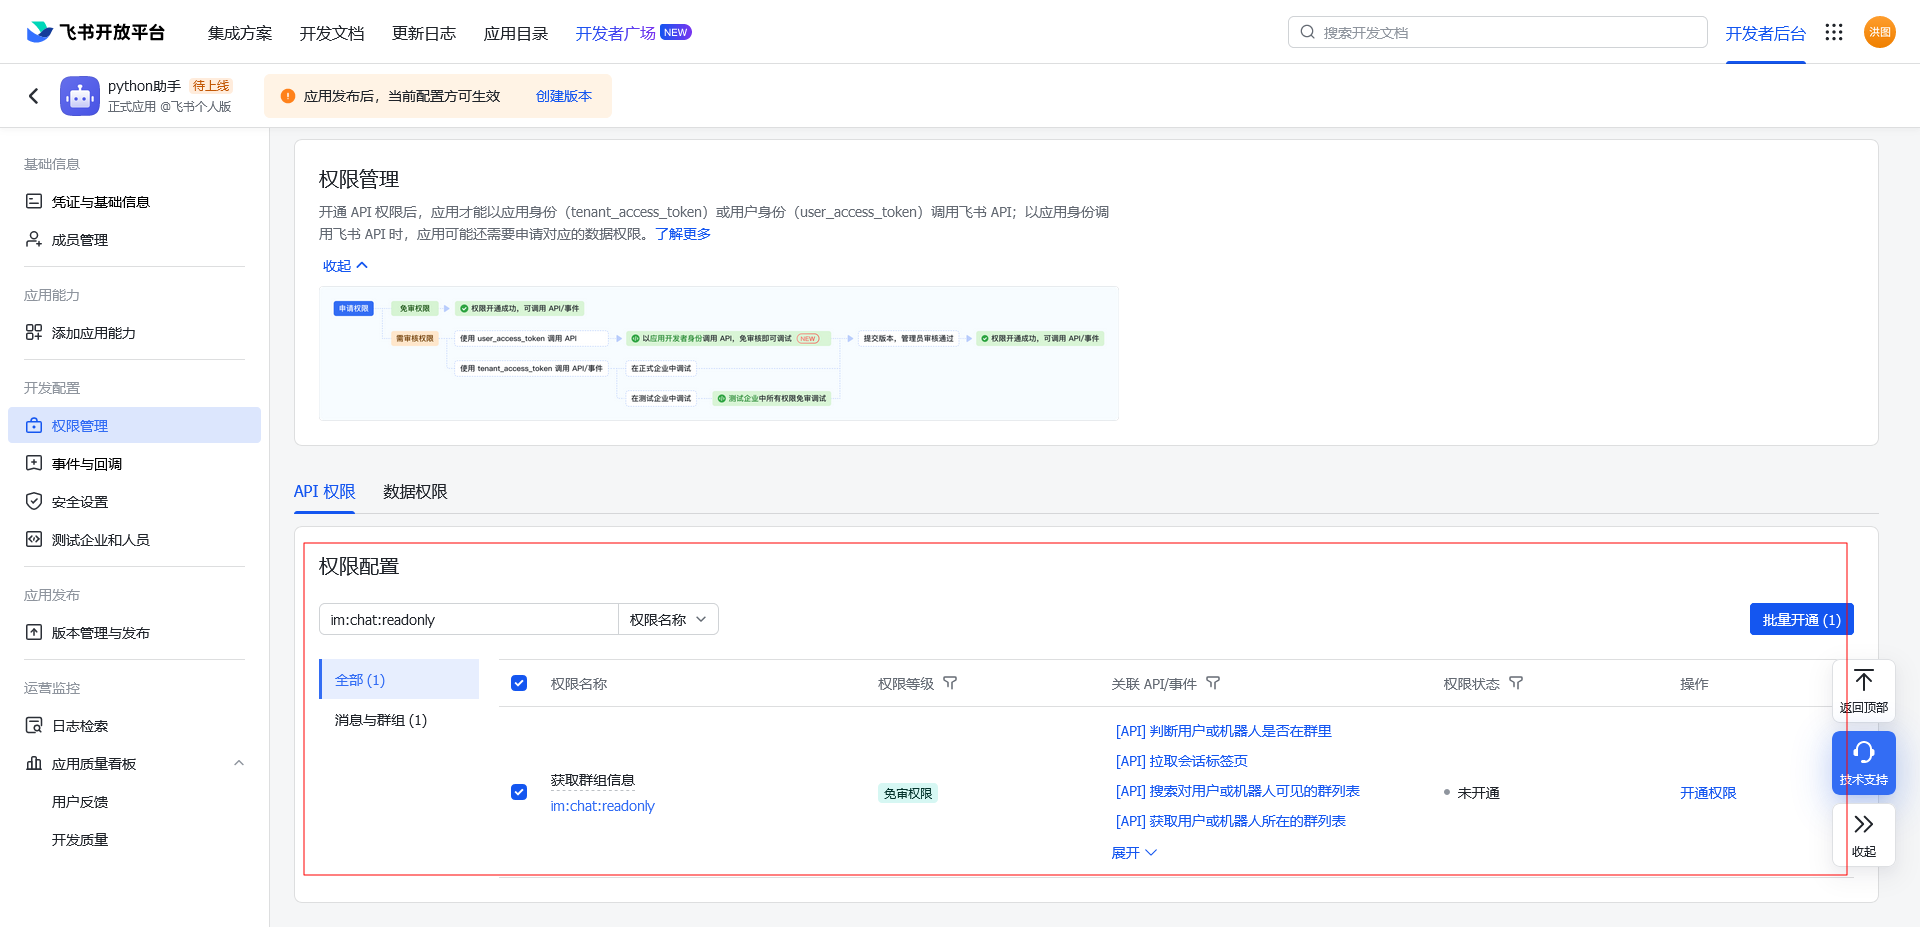 飞书开放平台 集成方案 开发文档 更新日志 应用目录 开发者广场 NEW 搜索开发文档 开发者后台 洪图
python助手 待上线
正式应用 @飞书个人版
应用发布后，当前配置方可生效 创建版本
基础信息
凭证与基础信息
成员管理
应用能力
添加应用能力
开发配置
权限管理
事件与回调
安全设置
测试企业和人员
应用发布
版本管理与发布
运营监控
日志检索
应用质量看板
用户反馈
开发质量
权限管理
开通 API 权限后，应用才能以应用身份（tenant_access_token）或用户身份（user_access_token）调用飞书 API；以应用身份调
用飞书 API 时，应用可能还需要申请对应的数据权限。了解更多
收起
申请权限 免审权限 权限开通成功，可调用 API/事件
需审核权限 使用 user_access_token 调用 API 以应用开发者身份调用 API，免审核即可调试 NEW 提交版本，管理员审核通过 权限开通成功，可调用 API/事件
使用 tenant_access_token 调用 API/事件 在正式企业中调试
在测试企业中调试 测试企业中所有权限免审调试
API 权限 数据权限
权限配置
im:chat:readonly 权限名称 批量开通 (1)
全部 (1)
消息与群组 (1)
权限名称 权限等级 关联 API/事件 权限状态 操作
获取群组信息
im:chat:readonly
免审权限
[API] 判断用户或机器人是否在群里
[API] 拉取会话标签页
[API] 搜索对用户或机器人可见的群列表
[API] 获取用户或机器人所在的群列表
展开
未开通
开通权限
返回顶部
技术支持
收起